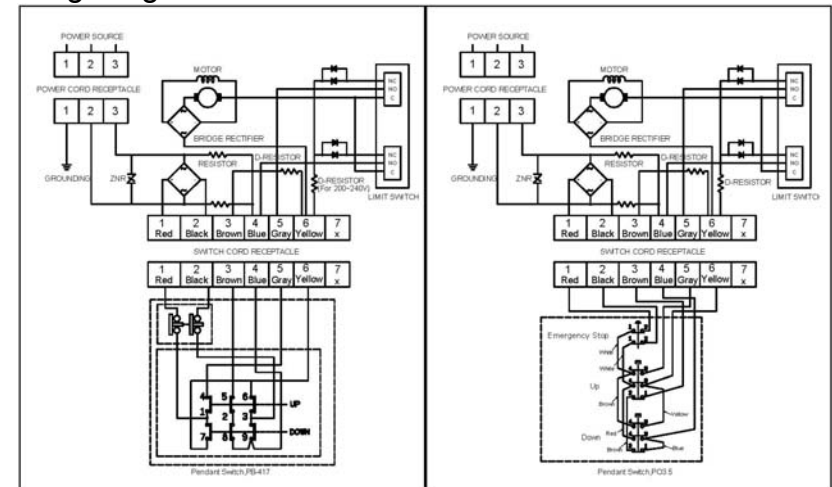 POWER SOURCE
1 2 3
POWER CORD RECEPTACLE
1 2 3
MOTOR
BRIDGE RECTIFIER
GROUNDING
ZNR
RESISTOR
D-RESISTOR
D-RESISTOR
(For 200~240V)
NC
NO
C
NC
NO
C
LIMIT SWITCH
1 2 3 4 5 6 7
Red Black Brown Blue Gray Yellow x
SWITCH CORD RECEPTACLE
1 2 3 4 5 6 7
Red Black Brown Blue Gray Yellow x
4 5 6
1 2 3
UP
7 8 9
DOWN
Pendant Switch,PB-417
POWER SOURCE
1 2 3
POWER CORD RECEPTACLE
1 2 3
MOTOR
BRIDGE RECTIFIER
GROUNDING
ZNR
RESISTOR
D-RESISTOR
D-RESISTOR
NC
NO
C
NC
NO
C
LIMIT SWITCH
1 2 3 4 5 6 7
Red Black Brown Blue Gray Yellow x
SWITCH CORD RECEPTACLE
1 2 3 4 5 6 7
Red Black Brown Blue Gray Yellow x
Emergency Stop
White
White
Up
Brown
Yellow
Down
Red
Brown
Blue
Pendant Switch,PO3.5